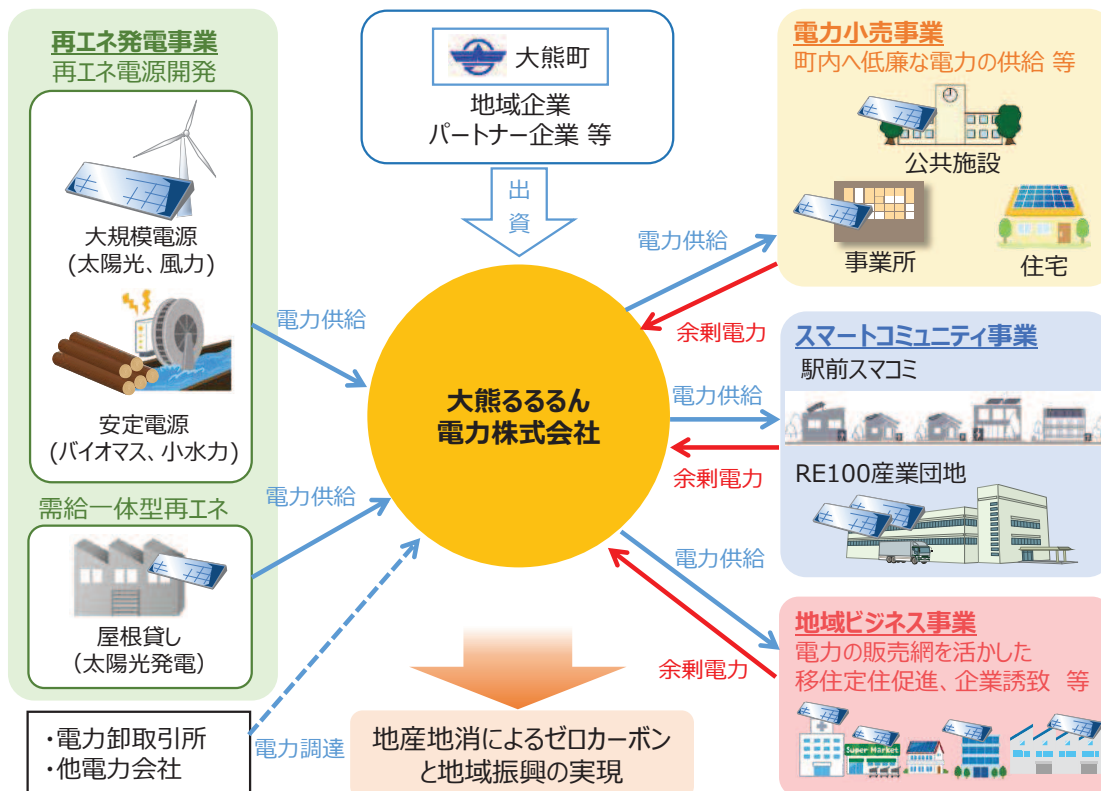 再エネ発電事業
再エネ電源開発
大規模電源
(太陽光、風力)
安定電源
(バイオマス、小水力)
需給一体型再エネ
屋根貸し
（太陽光発電）
・電力卸取引所
・他電力会社
大熊町
地域企業
パートナー企業 等
出
資
電力供給
電力供給
電力調達
大熊るるるん
電力株式会社
地産地消によるゼロカーボン
と地域振興の実現
電力供給
余剰電力
電力供給
余剰電力
電力供給
余剰電力
電力小売事業
町内へ低廉な電力の供給 等
公共施設
事業所
住宅
スマートコミュニティ事業
駅前スマコミ
RE100産業団地
地域ビジネス事業
電力の販売網を活かした
移住定住促進、企業誘致 等
Super Market